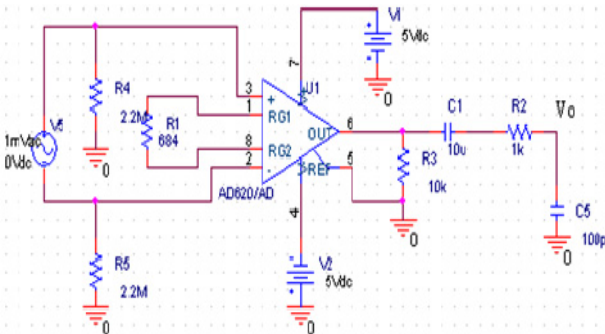 V1
5Vdc
0
7
U1
R4
2.2M
0
R1
684
3
+
1
RG1
8
RG2
2
-
OUT
6
REF
5
AD620/AD
4
V5
1mVac
0Vdc
R3
10k
0
C1
10u
R2
1k
Vo
C5
100p
0
R5
2.2M
0
V2
5Vdc
0